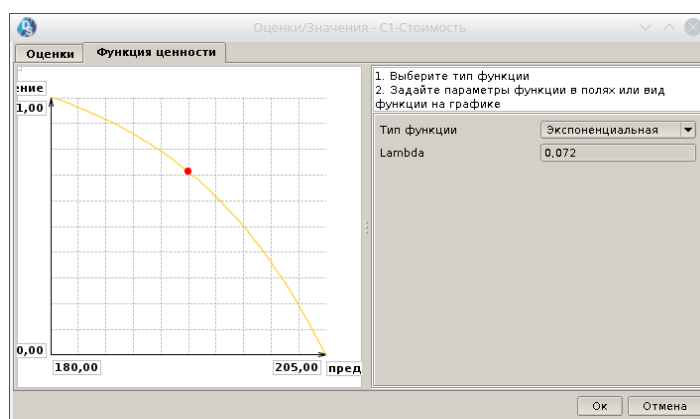 Оценки/Значения - C1-Стоимость
Оценки
Функция ценности
ение
1,00
0,00
180,00
205,00
пред
1. Выберите тип функции
2. Задайте параметры функции в полях или вид
функции на графике
Тип функции
Экспоненциальная
Lambda
0,072
Ок
Отмена